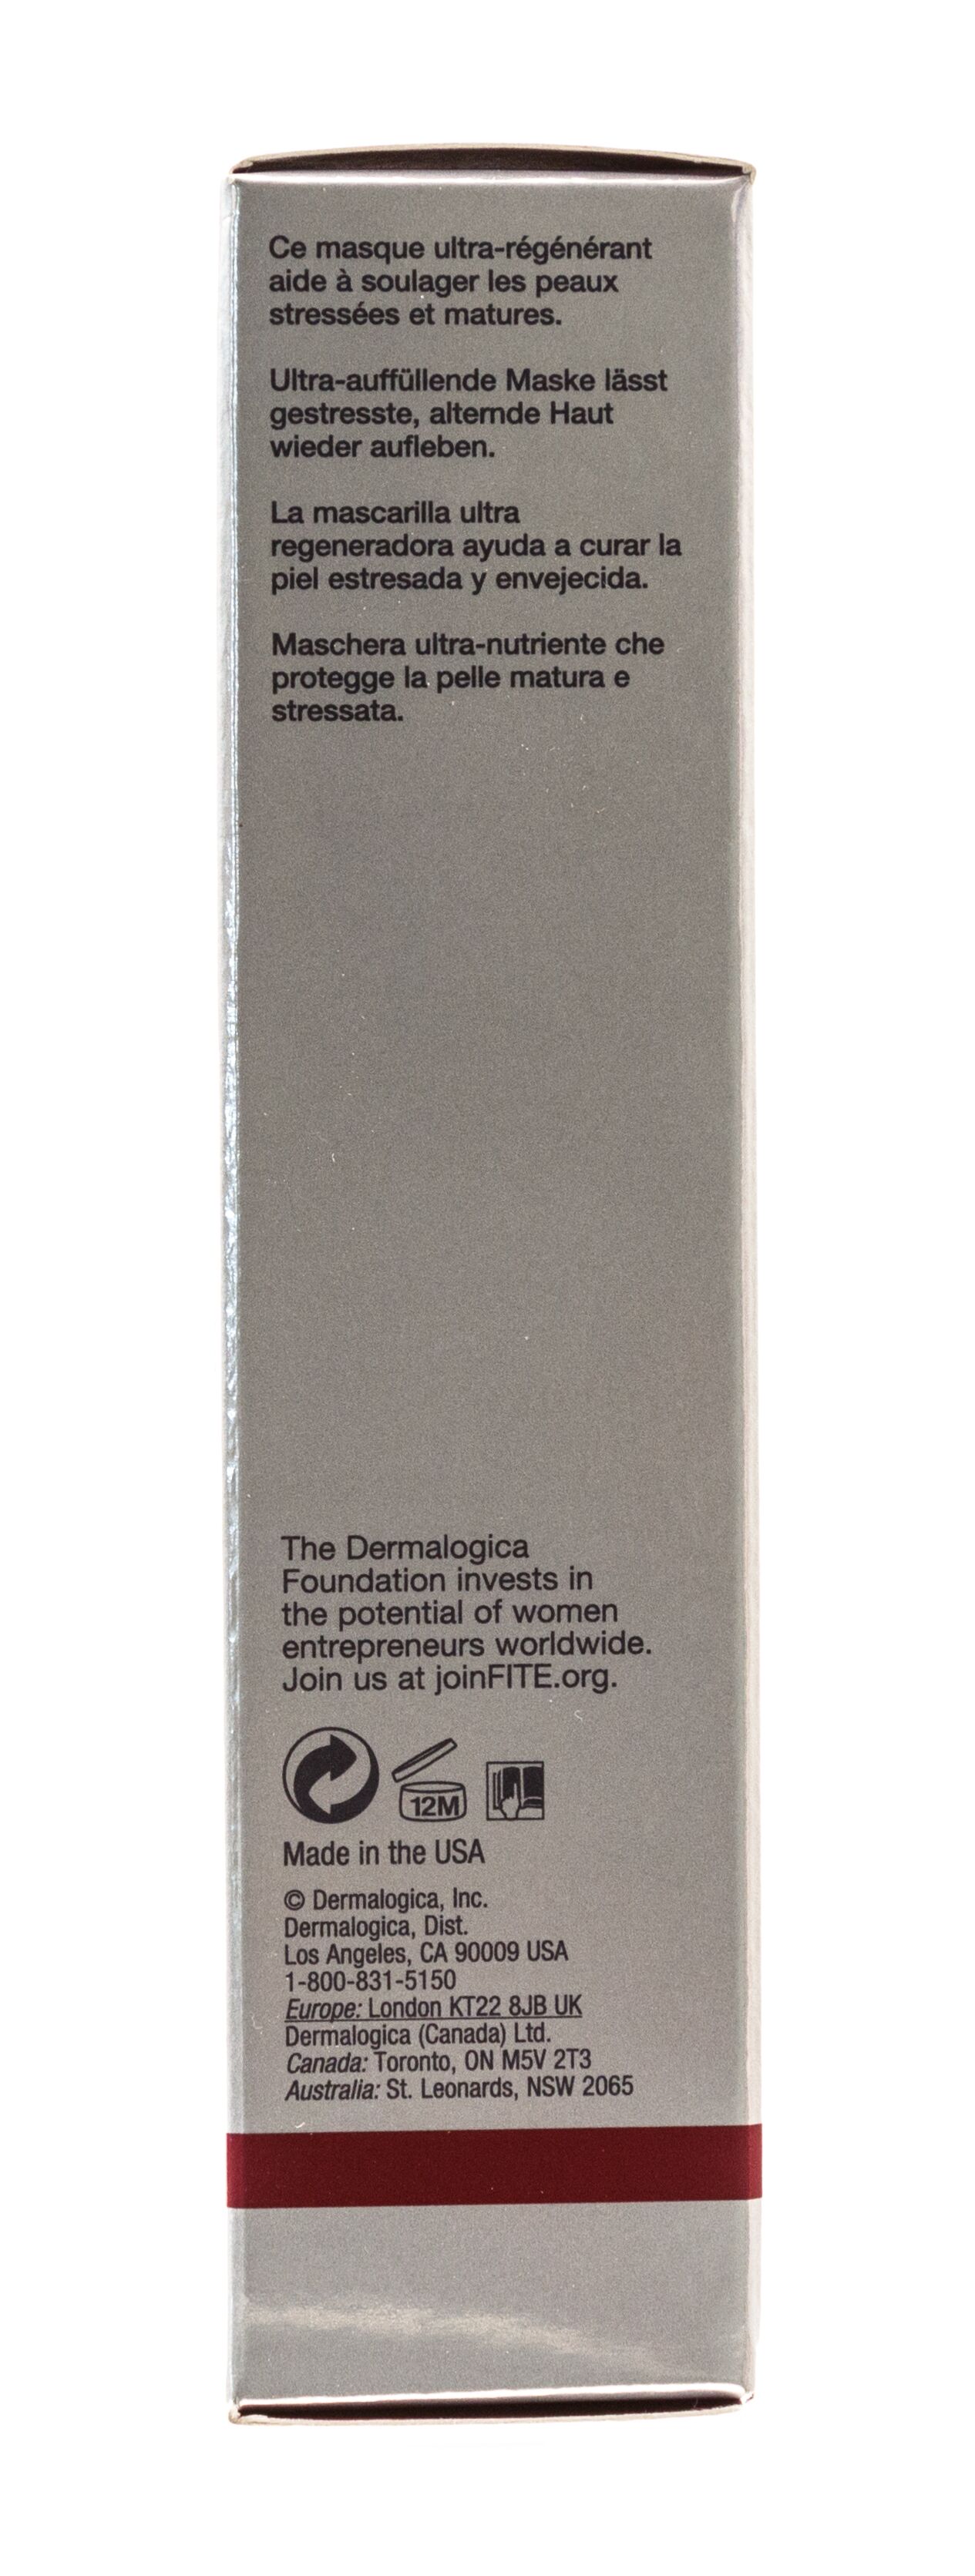 Ce masque ultra-régénérant
aide à soulager les peaux
stressées et matures.
Ultra-auffüllende Maske lässt
gestresste, alternde Haut
wieder aufleben.
La mascarilla ultra
regeneradora ayuda a curar la
piel estresada y envejecida.
Maschera ultra-nutriente che
protegge la pelle matura e
stressata.
The Dermalogica
Foundation invests in
the potential of women
entrepreneurs worldwide.
Join us at joinFITE.org.
12M
Made in the USA
© Dermalogica, Inc.
Dermalogica, Dist.
Los Angeles, CA 90009 USA
1-800-831-5150
Europe: London KT22 8JB UK
Dermalogica (Canada) Ltd.
Canada: Toronto, ON M5V 2T3
Australia: St. Leonards, NSW 2065